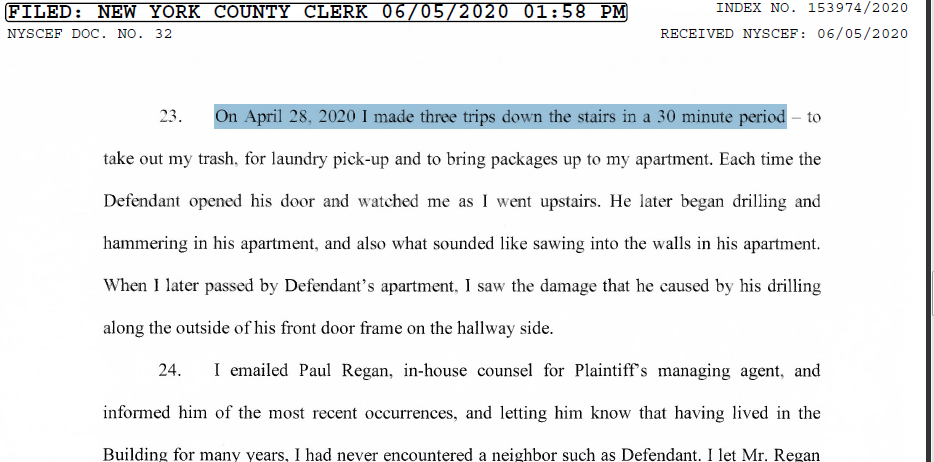 FILED: NEW YORK COUNTY CLERK 06/05/2020 01:58 PM
INDEX NO. 153974/2020
NYSCEF DOC. NO. 32
RECEIVED NYSCEF: 06/05/2020
23. On April 28, 2020 I made three trips down the stairs in a 30 minute period – to
take out my trash, for laundry pick-up and to bring packages up to my apartment. Each time the
Defendant opened his door and watched me as I went upstairs. He later began drilling and
hammering in his apartment, and also what sounded like sawing into the walls in his apartment.
When I later passed by Defendant's apartment, I saw the damage that he caused by his drilling
along the outside of his front door frame on the hallway side.
24. I emailed Paul Regan, in-house counsel for Plaintiff's managing agent, and
informed him of the most recent occurrences, and letting him know that having lived in the
Building for many years, I had never encountered a neighbor such as Defendant. I let Mr. Regan